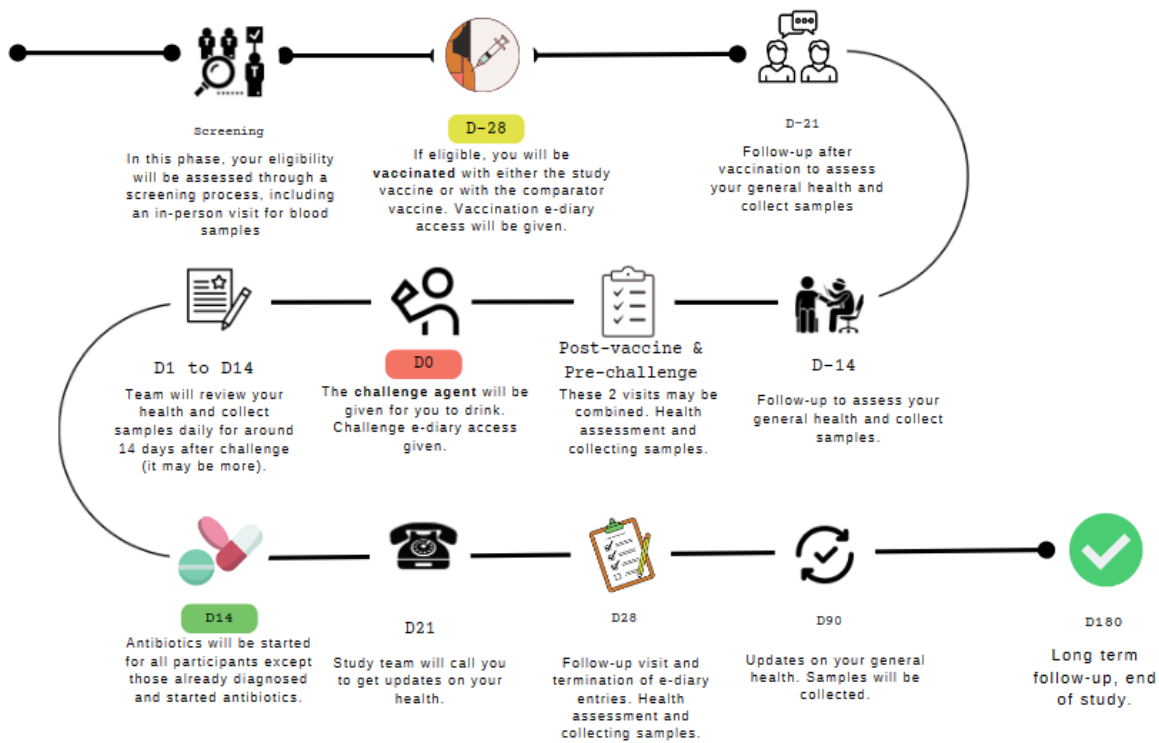 Screening
In this phase, your eligibility
will be assessed through a
screening process, including
an in-person visit for blood
samples
D-28
If eligible, you will be
vaccinated with either the study
vaccine or with the comparator
vaccine. Vaccination e-diary
access will be given.
D-21
Follow-up after
vaccination to assess
your general health and
collect samples
D-14
Follow-up to assess your
general health and collect
samples.
Post-vaccine &
Pre-challenge
These 2 visits may be
combined. Health
assessment and
collecting samples.
D0
The challenge agent will be
given for you to drink.
Challenge e-diary access
given.
D1 to D14
Team will review your
health and collect
samples daily for around
14 days after challenge
(it may be more).
D14
Antibiotics will be started
for all participants except
those already diagnosed
and started antibiotics.
D21
Study team will call you
to get updates on your
health.
D28
Follow-up visit and
termination of e-diary
entries. Health
assessment and
collecting samples.
D90
Updates on your general
health. Samples will be
collected.
D180
Long term
follow-up, end
of study.